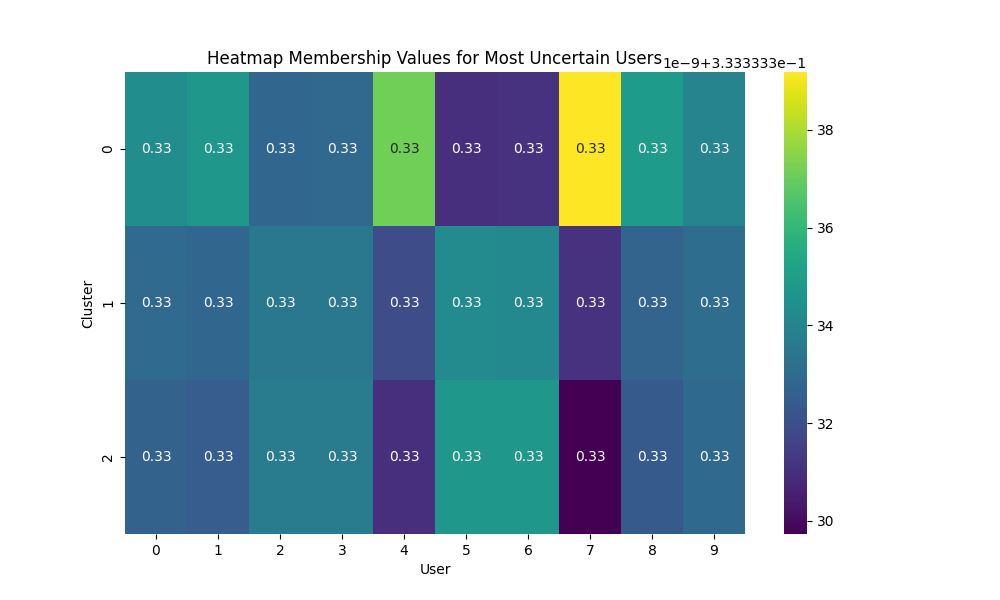 Heatmap Membership Values for Most Uncertain Users
1e−9+3.333333e−1
0 0.33 0.33 0.33 0.33 0.33 0.33 0.33 0.33 0.33 0.33
1 0.33 0.33 0.33 0.33 0.33 0.33 0.33 0.33 0.33 0.33
2 0.33 0.33 0.33 0.33 0.33 0.33 0.33 0.33 0.33 0.33
Cluster
0 1 2 3 4 5 6 7 8 9
User
38
36
34
32
30